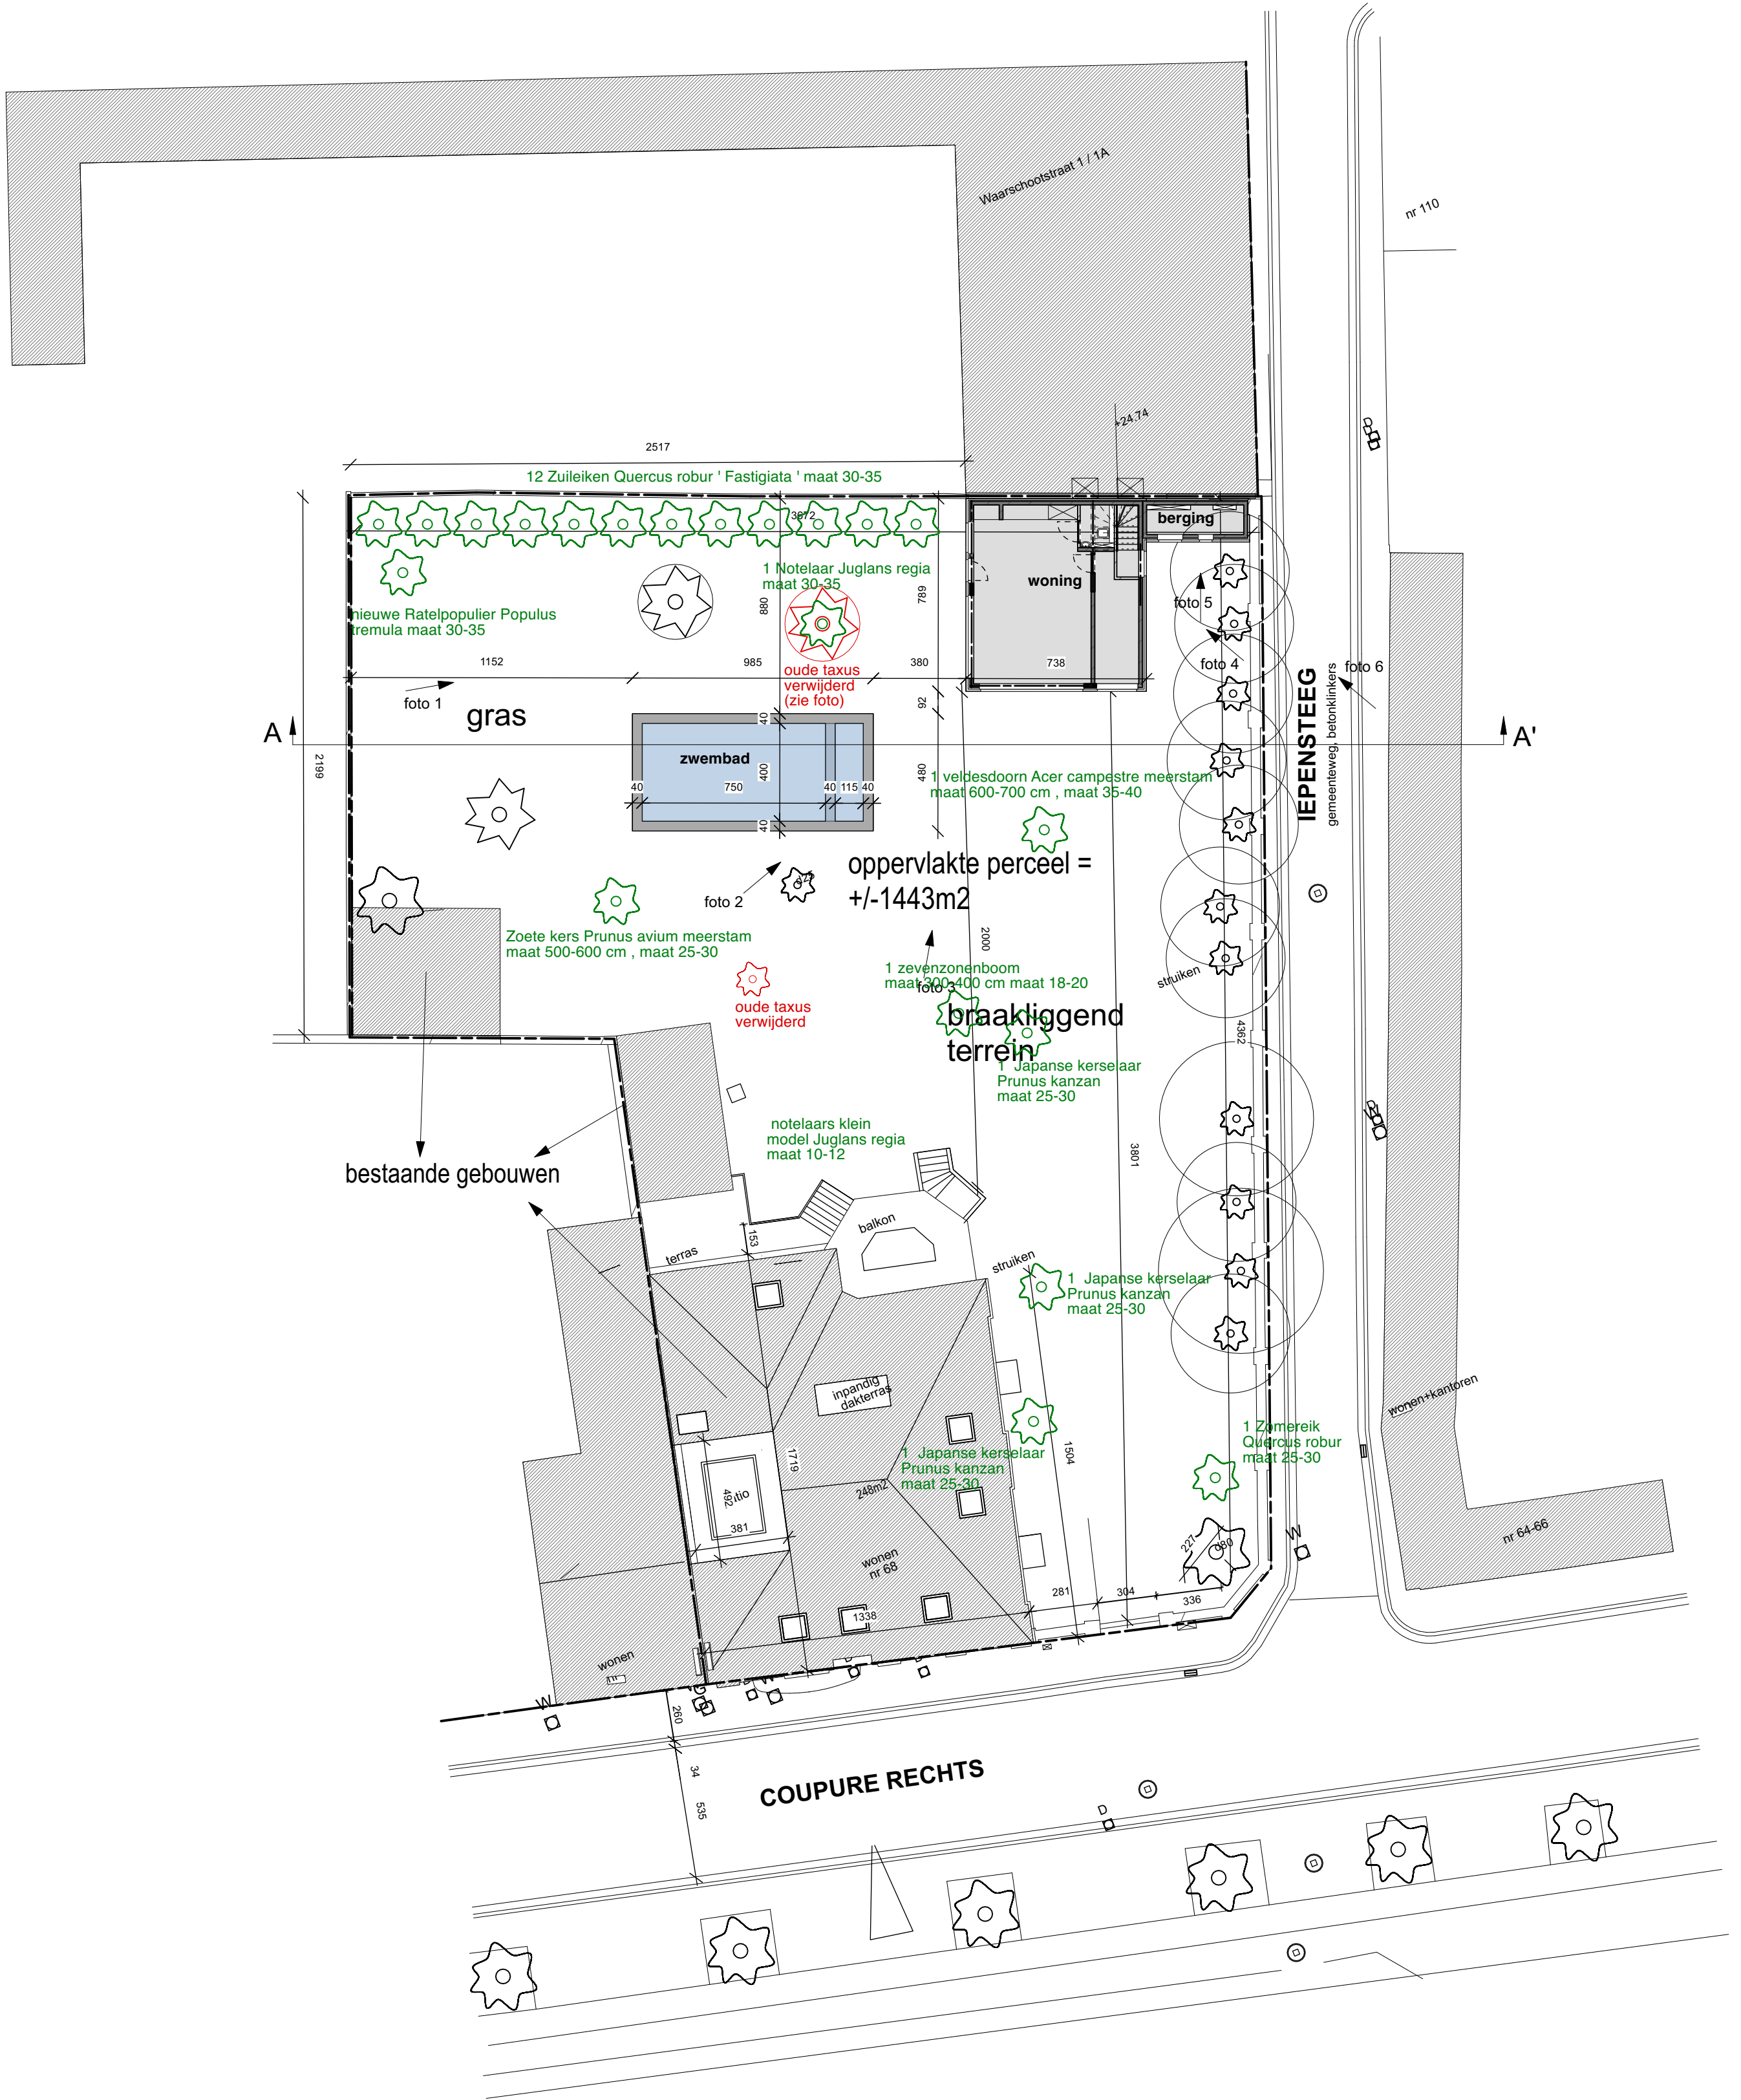 Waarschootstraat 1 / 1A
nr 110
+24.74
2517
12 Zuileiken Quercus robur ' Fastigiata ' maat 30-35
3672
berging
1 Notelaar Juglans regia
maat 30-35
woning
nieuwe Ratelpopulier Populus
tremula maat 30-35
880
789
foto 5
foto 4
foto 6
1152
985
380
738
oude taxus
verwijderd
(zie foto)
foto 1
gras
92
40
A
A'
IEPENSTEEG
gemeenteweg, betonklinkers
2199
zwembad
400
480
40
750
40
115
40
40
1 veldesdoorn Acer campestre meerstam
maat 600-700 cm , maat 35-40
oppervlakte perceel =
+/-1443m2
foto 2
Zoete kers Prunus avium meerstam
maat 500-600 cm , maat 25-30
2000
1 zevenzonenboom
maat 300-400 cm maat 18-20
foto 3
struiken
oude taxus
verwijderd
braakliggend
terrein
4362
1 Japanse kerselaar
Prunus kanzan
maat 25-30
notelaars klein
model Juglans regia
maat 10-12
3801
bestaande gebouwen
balkon
153
terras
struiken
1 Japanse kerselaar
Prunus kanzan
maat 25-30
inpandig
dakterras
wonen+kantoren
1 Zomereik
Quercus robur
maat 25-30
1 Japanse kerselaar
Prunus kanzan
maat 25-30
1504
1719
248m2
492
381
wonen
nr 68
nr 64-66
227
W
281
304
336
1338
wonen
W
260
34
535
COUPURE RECHTS
D